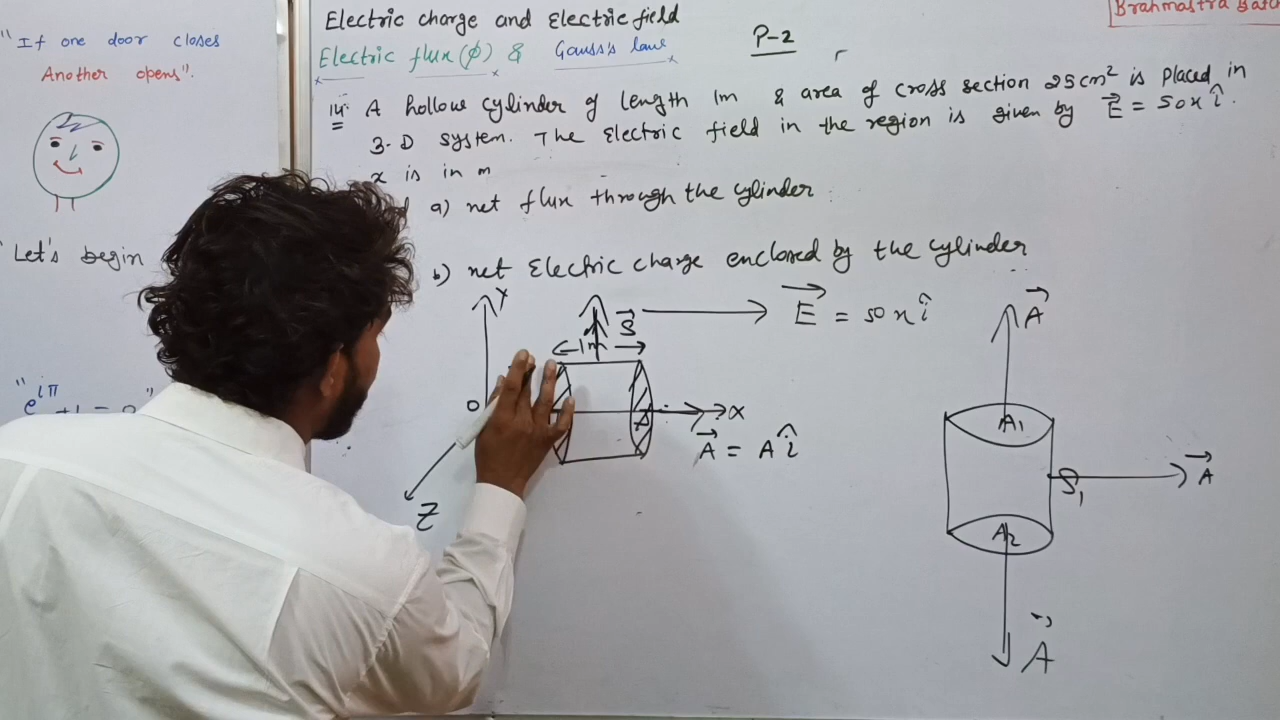 "If one door closes
Another opens".
Let's begin
"e^iπ + 1 = 0"
Electric charge and Electric field
Electric flux (φ) & Gauss's law
P-2
Brahmastra Batch
14. A hollow cylinder of length 1m & area of cross section 25cm² is placed in
3-D system. The Electric field in the region is given by E⃗ = 50xî.
x is in m
a) net flux through the cylinder
b) net Electric charge enclosed by the cylinder
Y
S⃗
←1m→
E⃗ = 50xî
O
A
x
A⃗ = Aî
Z
A⃗
A₁
S₁
A⃗
A₂
A⃗